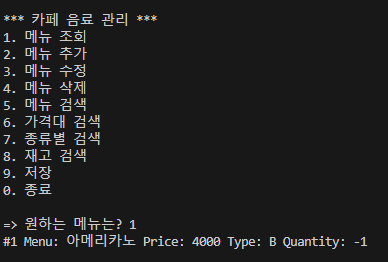 *** 카페 음료 관리 ***
1. 메뉴 조회
2. 메뉴 추가
3. 메뉴 수정
4. 메뉴 삭제
5. 메뉴 검색
6. 가격대 검색
7. 종류별 검색
8. 재고 검색
9. 저장
0. 종료
=> 원하는 메뉴는? 1
#1 Menu: 아메리카노 Price: 4000 Type: B Quantity: -1